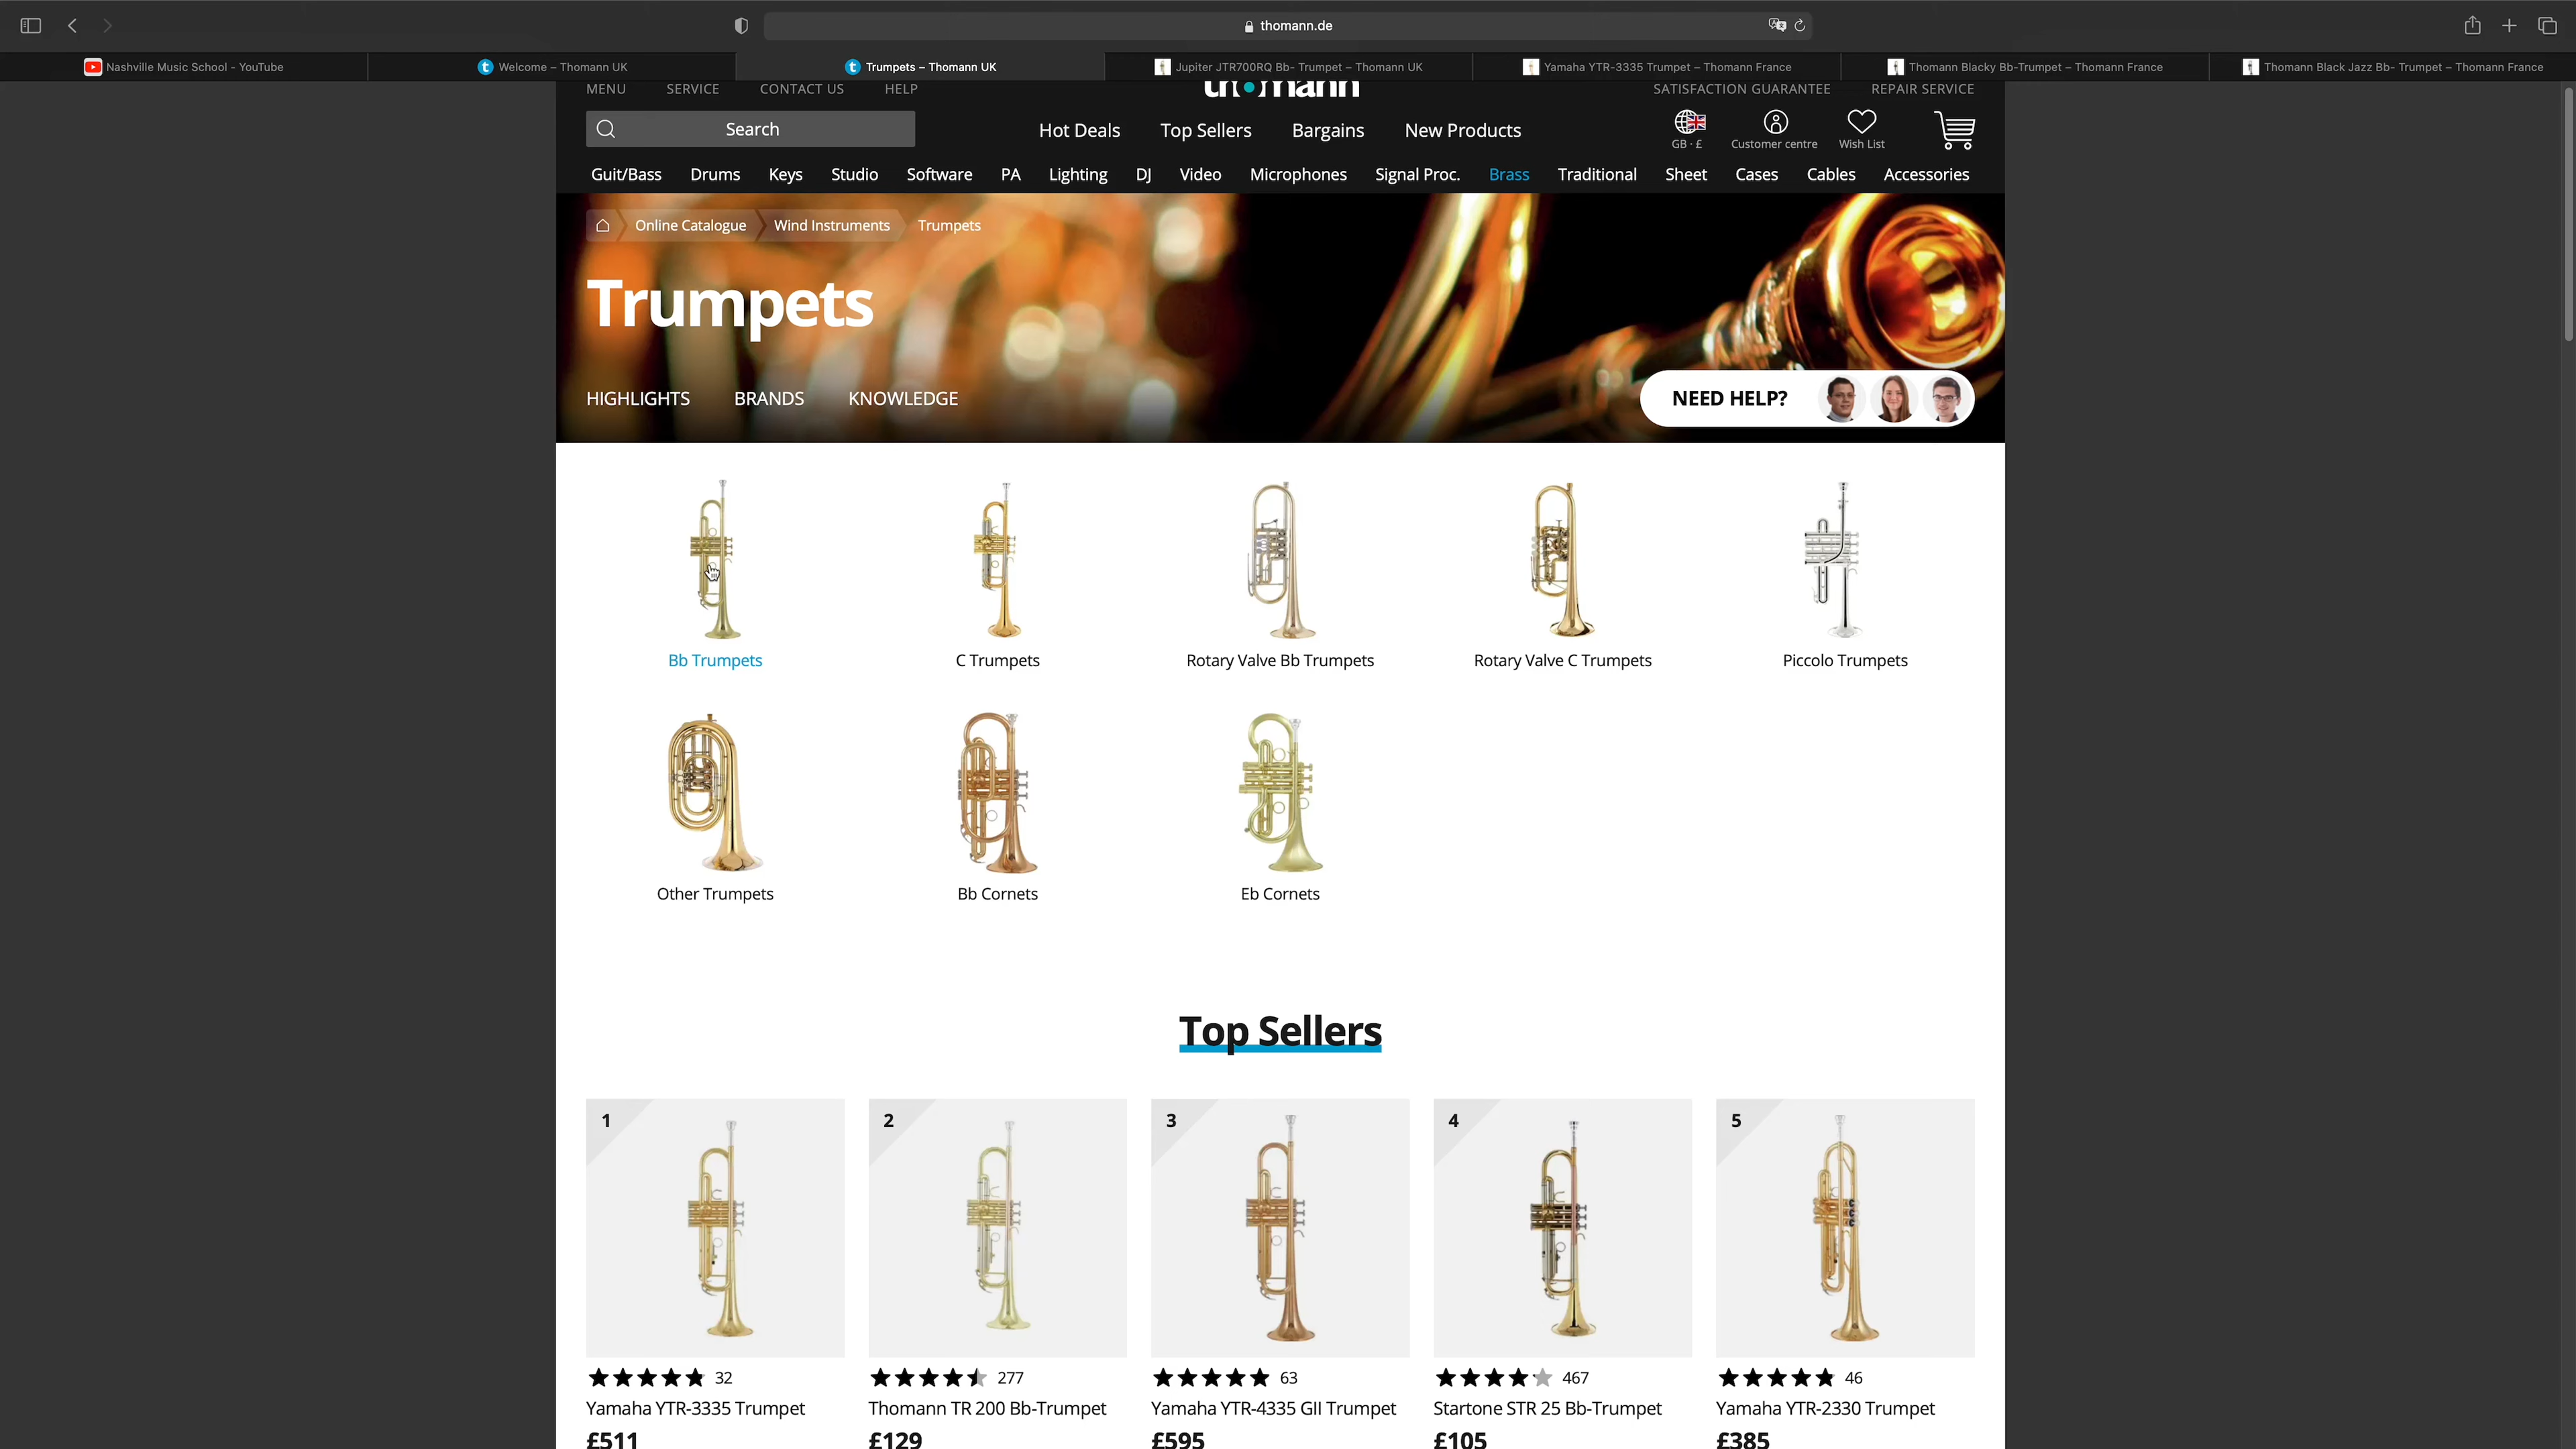 thomann.de
Nashville Music School - YouTube
Welcome – Thomann UK
Trumpets – Thomann UK
Jupiter JTR700RQ Bb- Trumpet – Thomann UK
Yamaha YTR-3335 Trumpet – Thomann France
Thomann Blacky Bb-Trumpet – Thomann France
Thomann Black Jazz Bb- Trumpet – Thomann France
MENU SERVICE CONTACT US HELP
thomann
SATISFACTION GUARANTEE REPAIR SERVICE
Search
Hot Deals Top Sellers Bargains New Products
GB · £ Customer centre Wish List
Guit/Bass Drums Keys Studio Software PA Lighting DJ Video Microphones Signal Proc. Brass Traditional Sheet Cases Cables Accessories
Online Catalogue Wind Instruments Trumpets
Trumpets
HIGHLIGHTS BRANDS KNOWLEDGE
NEED HELP?
Bb Trumpets C Trumpets Rotary Valve Bb Trumpets Rotary Valve C Trumpets Piccolo Trumpets
Other Trumpets Bb Cornets Eb Cornets
Top Sellers
1 2 3 4 5
32 277 63 467 46
Yamaha YTR-3335 Trumpet Thomann TR 200 Bb-Trumpet Yamaha YTR-4335 GII Trumpet Startone STR 25 Bb-Trumpet Yamaha YTR-2330 Trumpet
£511 £129 £595 £105 £385